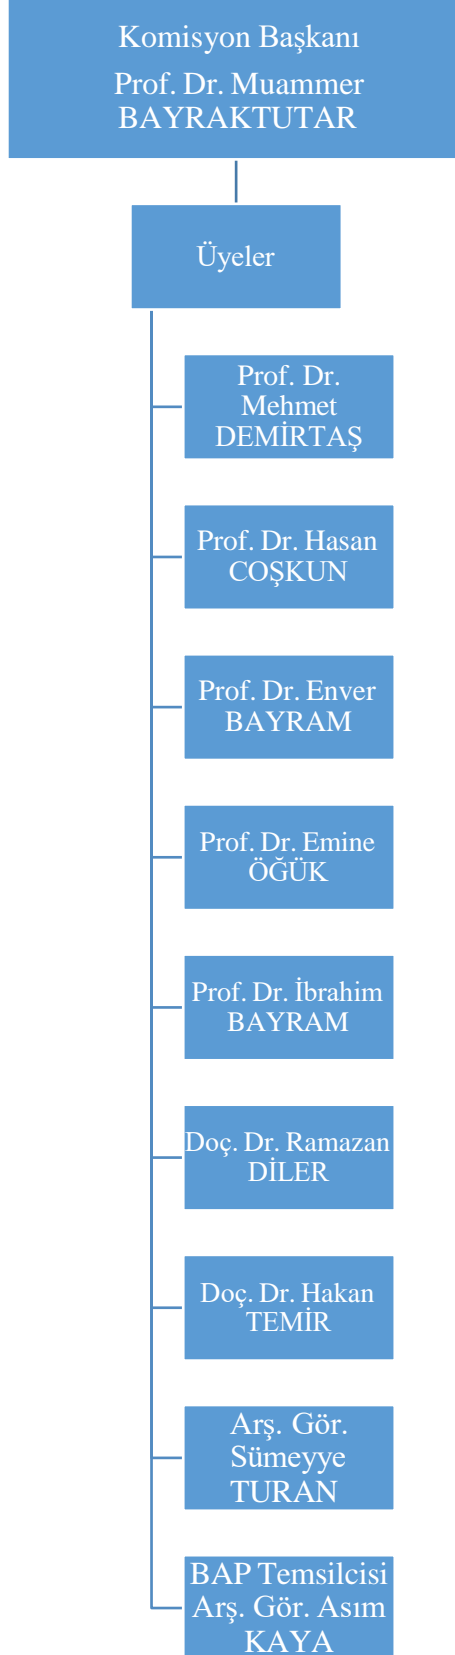 Komisyon Başkanı
Prof. Dr. Muammer
BAYRAKTUTAR
Üyeler
Prof. Dr.
Mehmet
DEMİRTAŞ
Prof. Dr. Hasan
COŞKUN
Prof. Dr. Enver
BAYRAM
Prof. Dr. Emine
ÖĞÜK
Prof. Dr. İbrahim
BAYRAM
Doç. Dr. Ramazan
DİLER
Doç. Dr. Hakan
TEMİR
Arş. Gör.
Sümeyye
TURAN
BAP Temsilcisi
Arş. Gör. Asım
KAYA